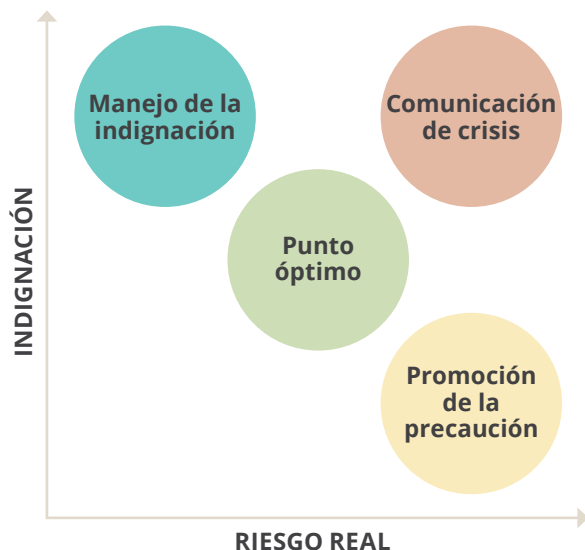 Manejo de la
indignación
Comunicación
de crisis
Punto
óptimo
Promoción
de la
precaución
INDIGNACIÓN
RIESGO REAL